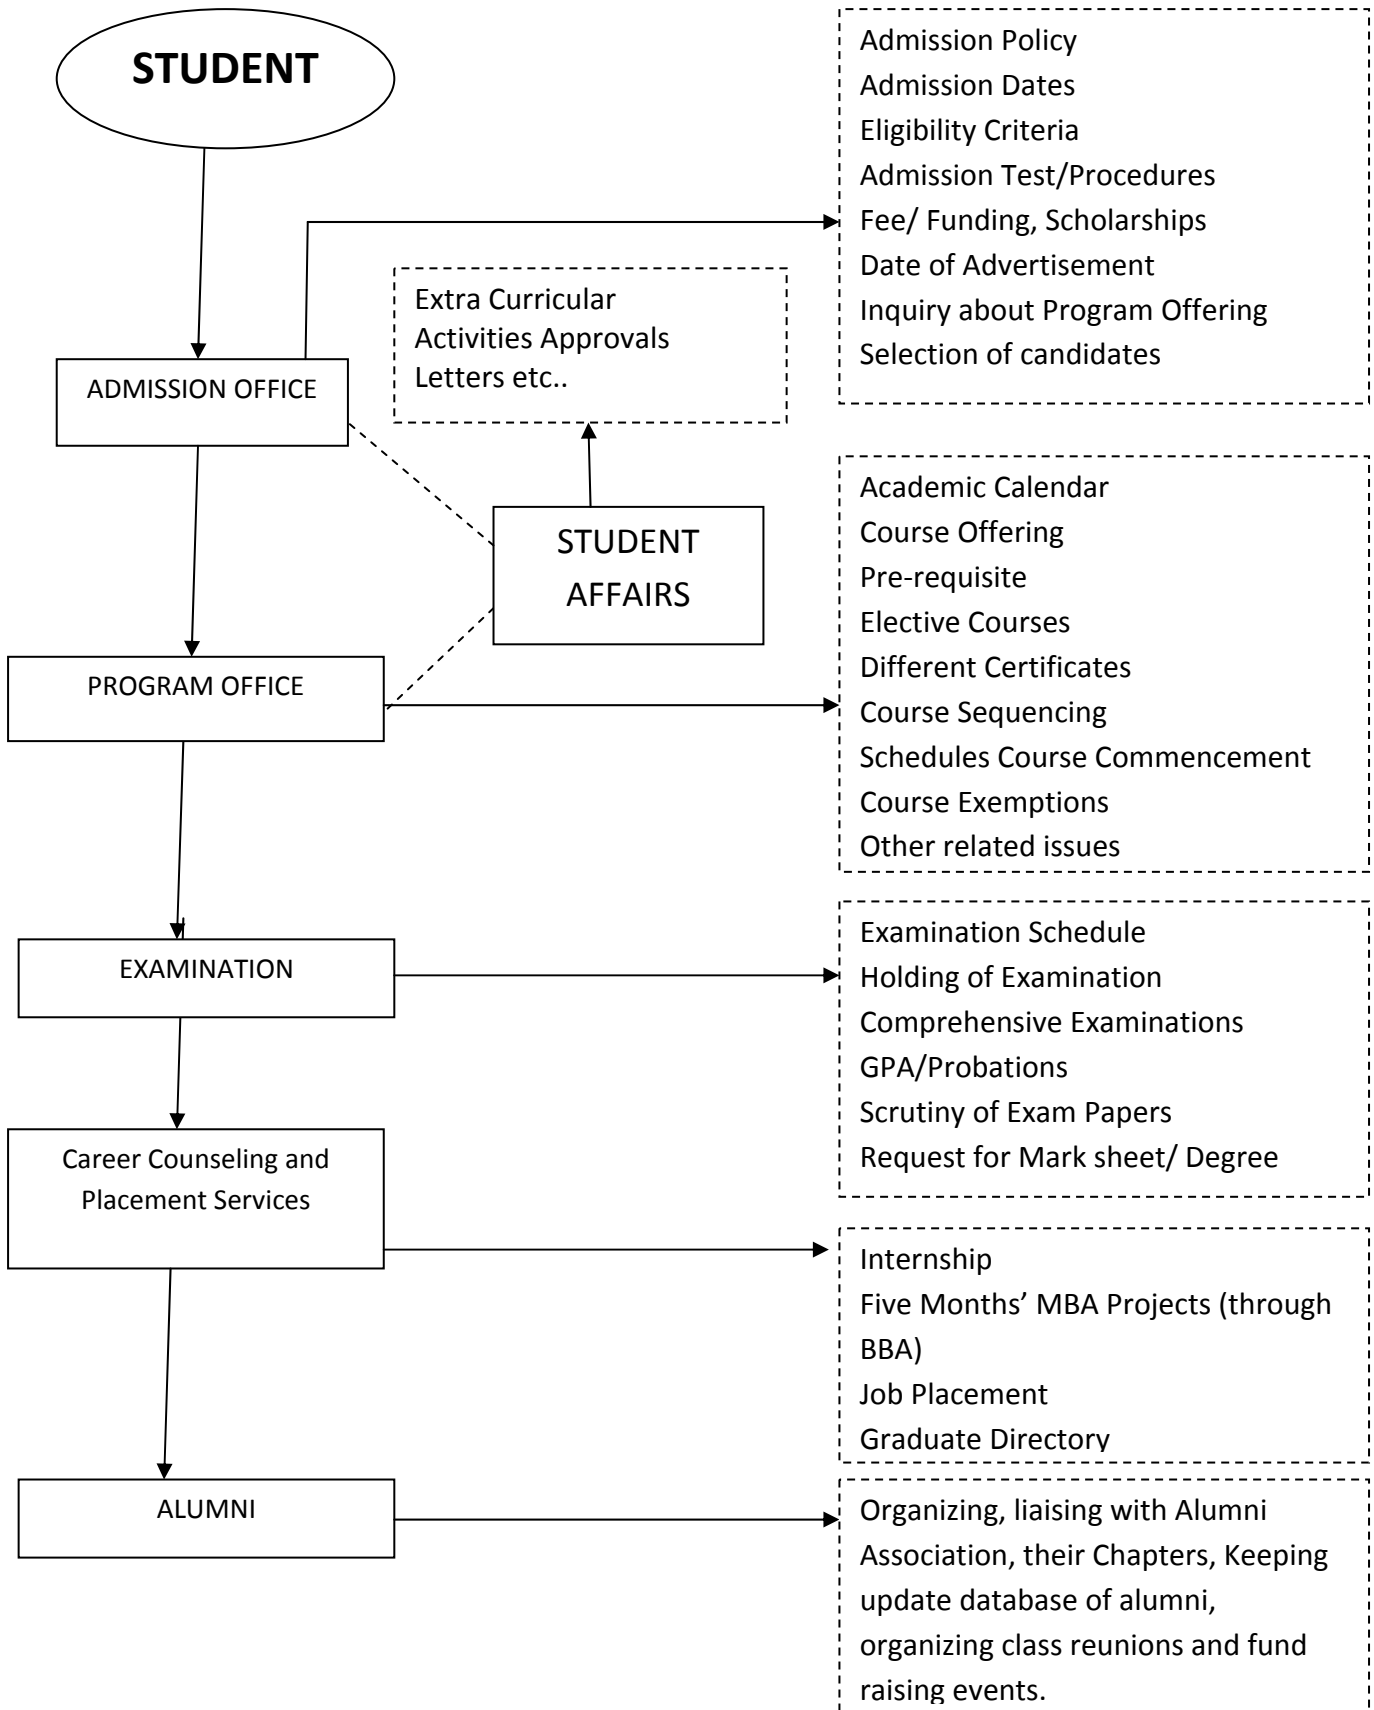 STUDENT
Admission Policy
Admission Dates
Eligibility Criteria
Admission Test/Procedures
Fee/ Funding, Scholarships
Date of Advertisement
Inquiry about Program Offering
Selection of candidates
Extra Curricular
Activities Approvals
Letters etc..
ADMISSION OFFICE
STUDENT
AFFAIRS
Academic Calendar
Course Offering
Pre-requisite
Elective Courses
Different Certificates
Course Sequencing
Schedules Course Commencement
Course Exemptions
Other related issues
PROGRAM OFFICE
EXAMINATION
Examination Schedule
Holding of Examination
Comprehensive Examinations
GPA/Probations
Scrutiny of Exam Papers
Request for Mark sheet/ Degree
Career Counseling and
Placement Services
Internship
Five Months’ MBA Projects (through
BBA)
Job Placement
Graduate Directory
ALUMNI
Organizing, liaising with Alumni
Association, their Chapters, Keeping
update database of alumni,
organizing class reunions and fund
raising events.